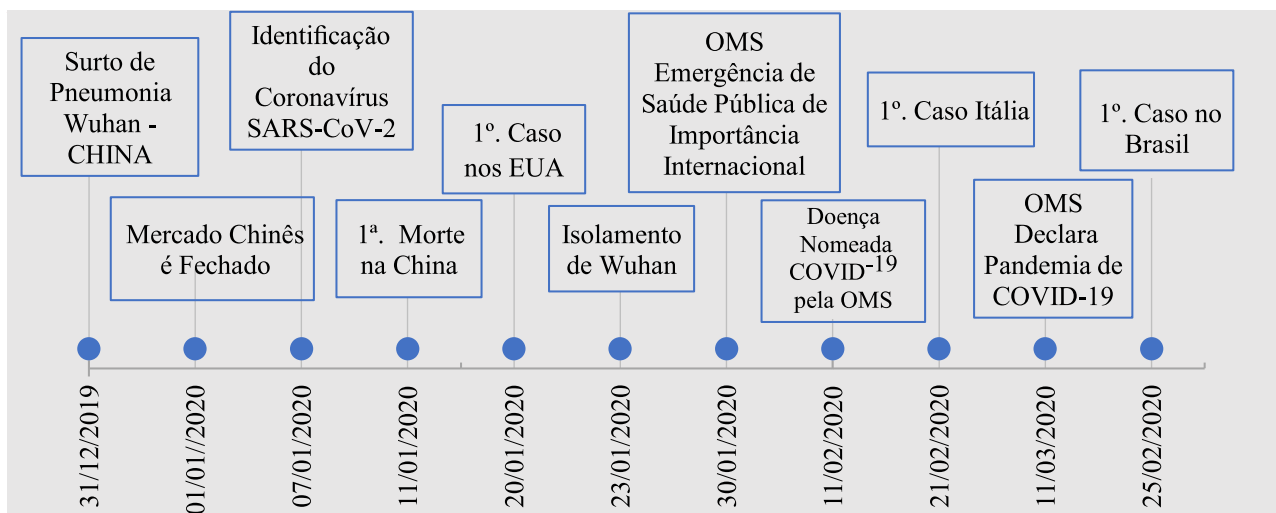 Surto de
Pneumonia
Wuhan -
CHINA
Mercado Chinês
é Fechado
Identificação
do
Coronavírus
SARS-CoV-2
1ª. Morte
na China
1º. Caso
nos EUA
Isolamento
de Wuhan
OMS
Emergência de
Saúde Pública de
Importância
Internacional
Doença
Nomeada
COVID-19
pela OMS
1º. Caso Itália
OMS
Declara
Pandemia de
COVID-19
1º. Caso no
Brasil
31/12/2019
01/01//2020
07/01/2020
11/01/2020
20/01/2020
23/01/2020
30/01/2020
11/02/2020
21/02/2020
11/03/2020
25/02/2020